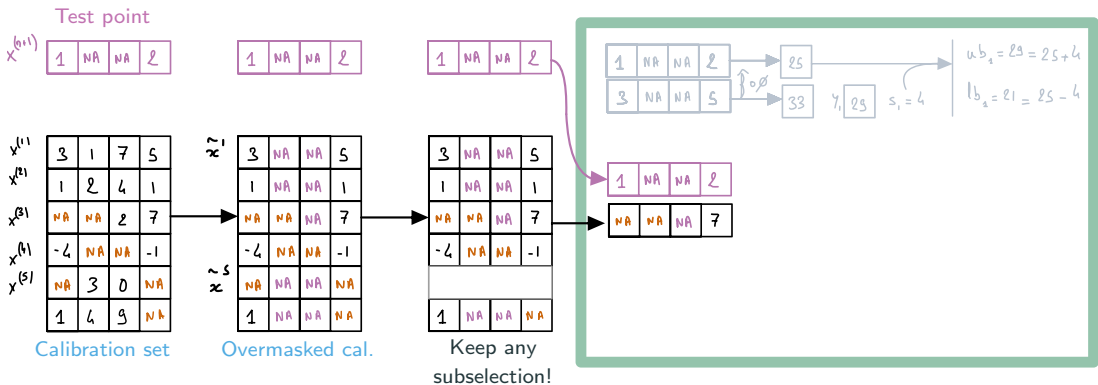 Test point
x⁽ⁿ⁺¹⁾ 1 NA NA 2
1 NA NA 2
1 NA NA 2
1 NA NA 2 25
3 NA NA 5 33
y₁ 29 s₁ = 4
ub₁ = 29 = 25 + 4
lb₁ = 21 = 25 - 4
x⁽¹⁾ 3 1 7 5
x⁽²⁾ 1 2 4 1
x⁽³⁾ NA NA 2 7
x⁽⁴⁾ -4 NA NA -1
x⁽⁵⁾ NA 3 0 NA
1 4 9 NA
Calibration set
x̃¹ 3 NA NA 5
1 NA NA 1
NA NA NA 7
-4 NA NA -1
x̃⁵ NA NA NA NA
1 NA NA NA
Overmasked cal.
3 NA NA 5
1 NA NA 1
NA NA NA 7
-4 NA NA -1
1 NA NA NA
Keep any
subselection!
1 NA NA 2
NA NA NA 7